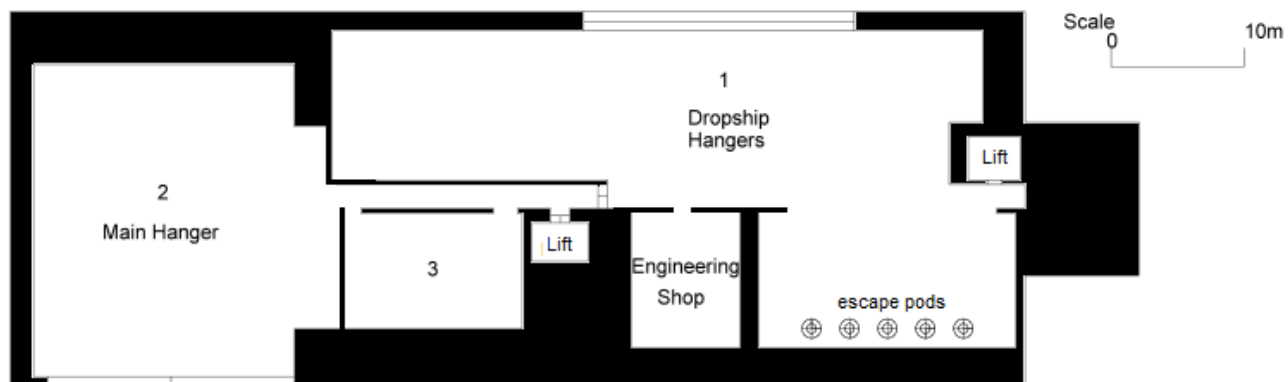 Scale
0
10m
1
Dropship
Hangers
Lift
2
Main Hanger
Lift
3
Engineering
Shop
escape pods